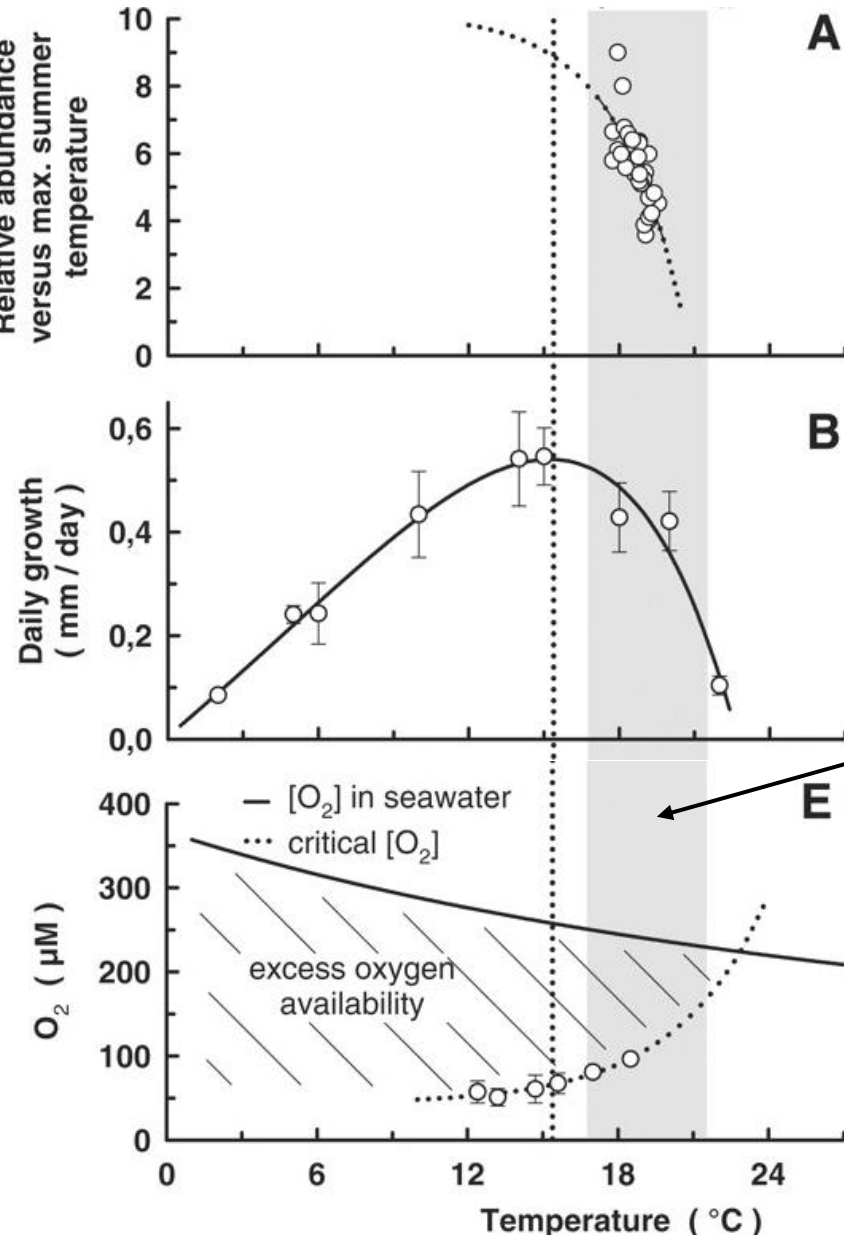 A
Relative abundance
versus max. summer
temperature
10
8
6
4
2
0
B
Daily growth
( mm / day )
0,6
0,4
0,2
0,0
E
[O₂] in seawater
critical [O₂]
excess oxygen
availability
O₂ ( µM )
400
300
200
100
0
0 6 12 18 24
Temperature ( °C )